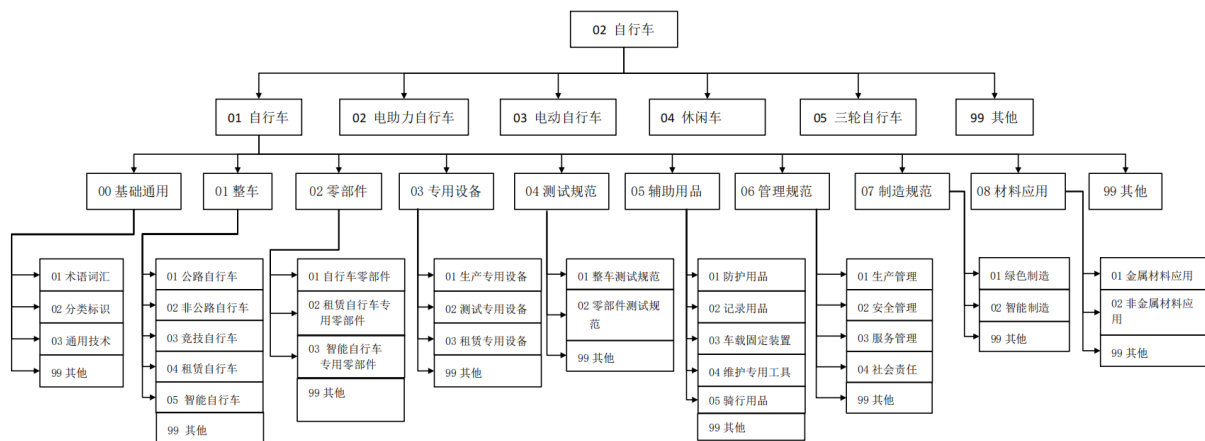 02 自行车
01 自行车
02 电助力自行车
03 电动自行车
04 休闲车
05 三轮自行车
99 其他
00 基础通用
01 整车
02 零部件
03 专用设备
04 测试规范
05 辅助用品
06 管理规范
07 制造规范
08 材料应用
99 其他
01 术语词汇
02 分类标识
03 通用技术
99 其他
01 公路自行车
02 非公路自行车
03 竞技自行车
04 租赁自行车
05 智能自行车
99 其他
01 自行车零部件
02 租赁自行车专
用零部件
03 智能自行车
专用零部件
99 其他
01 生产专用设备
02 测试专用设备
03 租赁专用设备
99 其他
01 整车测试规范
02 零部件测试规
范
99 其他
01 防护用品
02 记录用品
03 车载固定装置
04 维护专用工具
05 骑行用品
99 其他
01 生产管理
02 安全管理
03 服务管理
04 社会责任
99 其他
01 绿色制造
02 智能制造
99 其他
01 金属材料应用
02 非金属材料应
用
99 其他